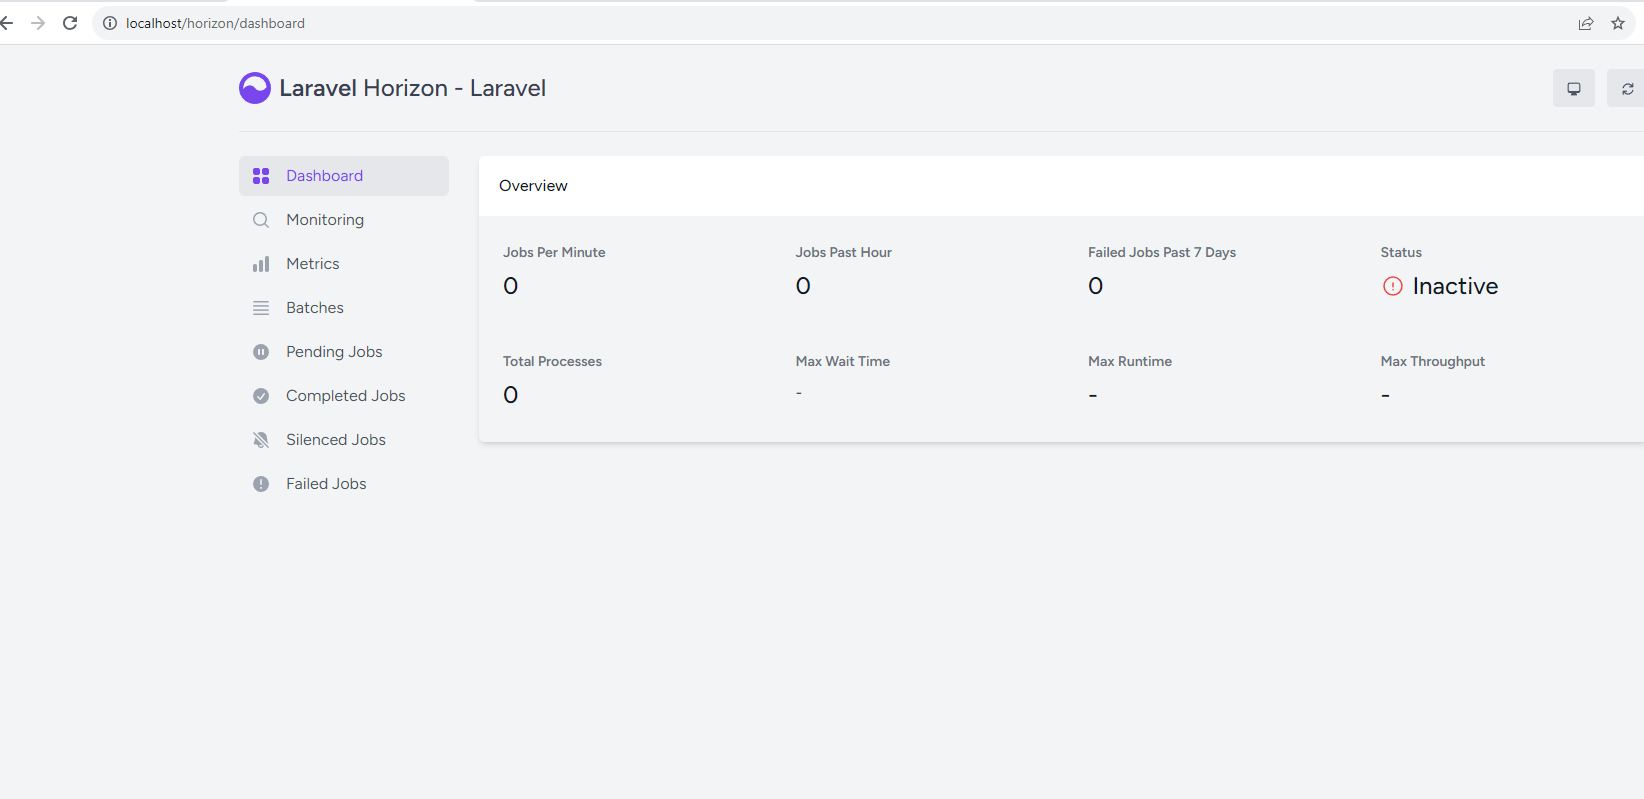 localhost/horizon/dashboard
Laravel Horizon - Laravel
Dashboard
Monitoring
Metrics
Batches
Pending Jobs
Completed Jobs
Silenced Jobs
Failed Jobs
Overview
Jobs Per Minute
0
Jobs Past Hour
0
Failed Jobs Past 7 Days
0
Status
Inactive
Total Processes
0
Max Wait Time
-
Max Runtime
-
Max Throughput
-